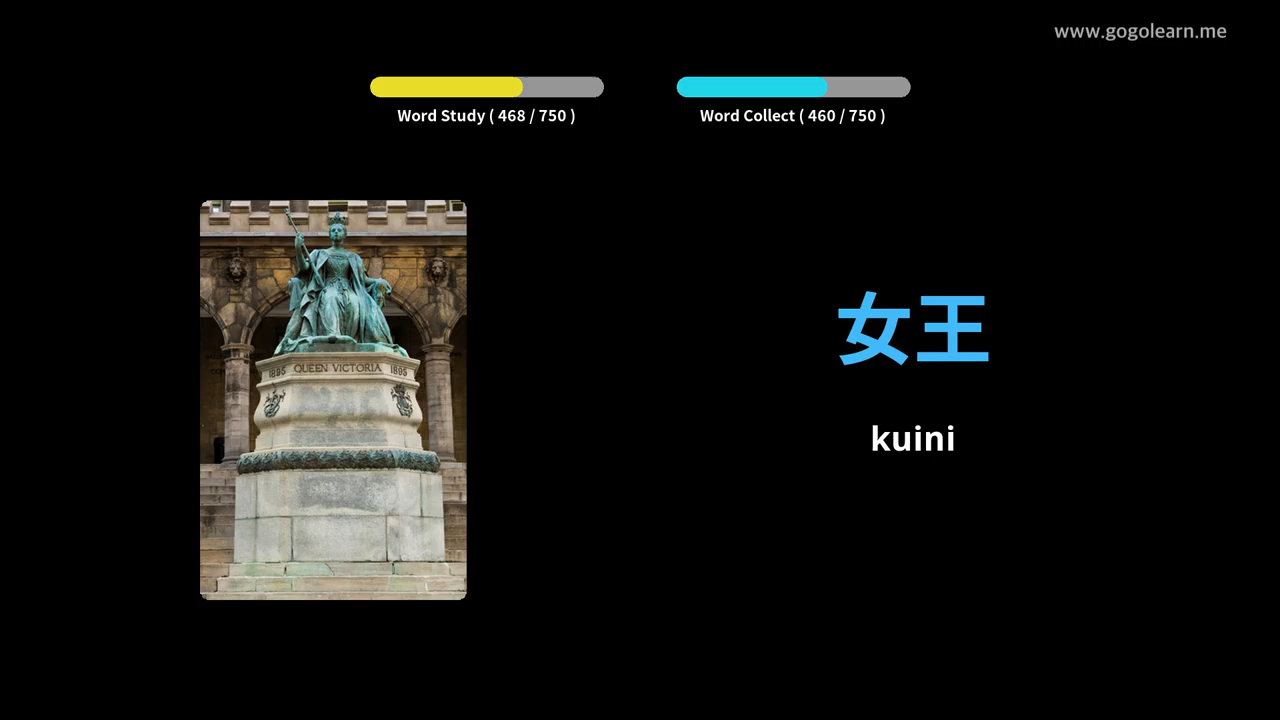 www.gogolearn.me
Word Study ( 468 / 750 )
Word Collect ( 460 / 750 )
1895 QUEEN VICTORIA 1895
女王
kuini